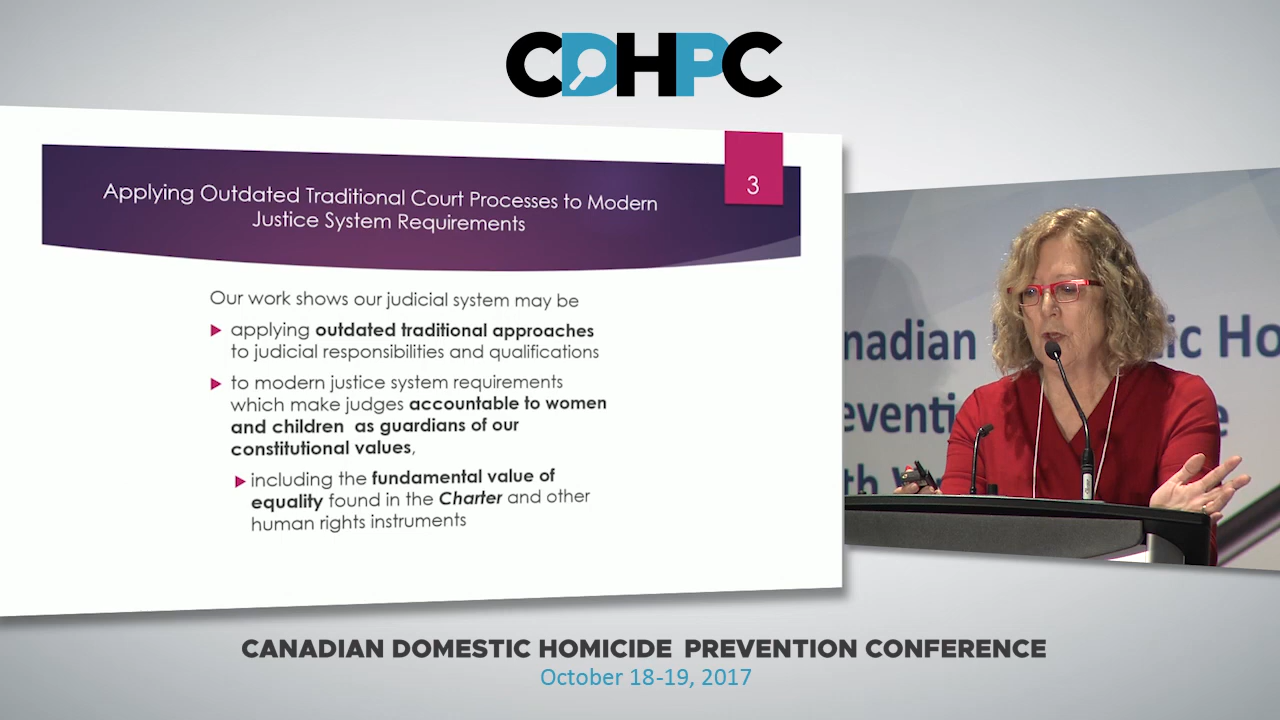 CDHPC
3
Applying Outdated Traditional Court Processes to Modern
Justice System Requirements
Our work shows our judicial system may be
applying outdated traditional approaches
to judicial responsibilities and qualifications
to modern justice system requirements
which make judges accountable to women
and children as guardians of our
constitutional values,
including the fundamental value of
equality found in the Charter and other
human rights instruments
nadian ic Ho
eventi e
th
CANADIAN DOMESTIC HOMICIDE PREVENTION CONFERENCE
October 18-19, 2017